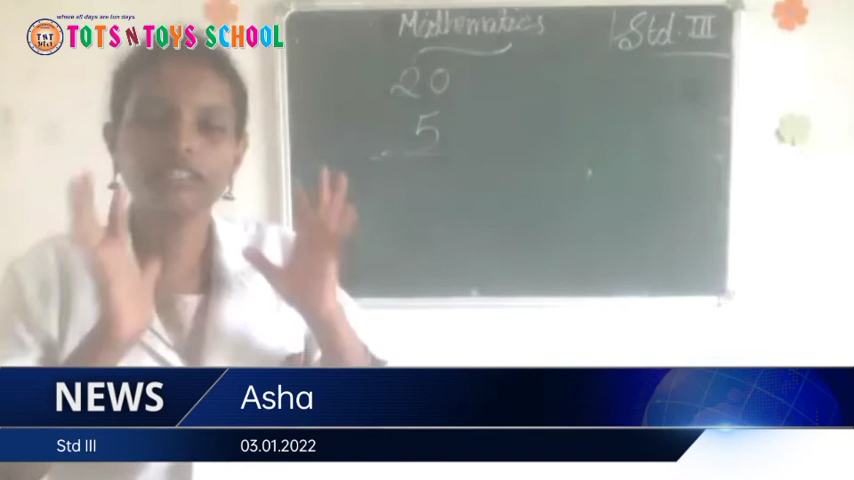 where all days are fun days
TOTS N TOYS SCHOOL
TNT
Mathematics
Std. III
20
5
NEWS
Asha
Std III
03.01.2022